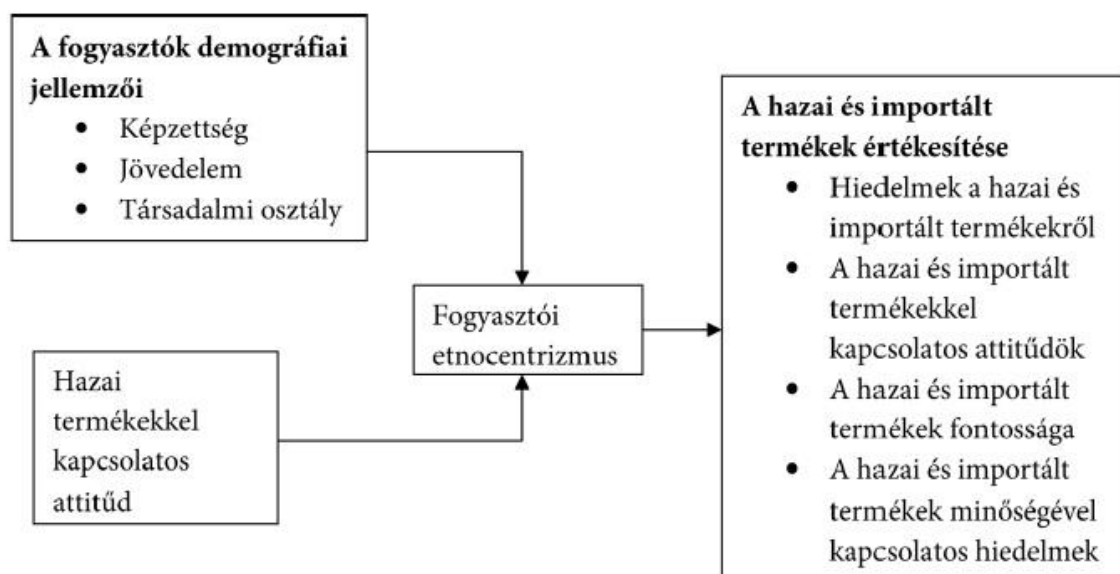 A fogyasztók demográfiai
jellemzői
• Képzettség
• Jövedelem
• Társadalmi osztály
Hazai
termékekkel
kapcsolatos
attitűd
Fogyasztói
etnocentrizmus
A hazai és importált
termékek értékesítése
• Hiedelmek a hazai és
importált termékekről
• A hazai és importált
termékekkel
kapcsolatos attitűdök
• A hazai és importált
termékek fontossága
• A hazai és importált
termékek minőségével
kapcsolatos hiedelmek